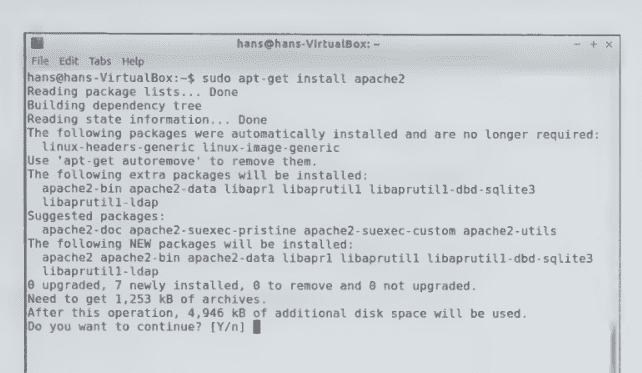 hans@hans-VirtualBox: ~
File Edit Tabs Help
hans@hans-VirtualBox:~$ sudo apt-get install apache2
Reading package lists... Done
Building dependency tree
Reading state information... Done
The following packages were automatically installed and are no longer required:
linux-headers-generic linux-image-generic
Use 'apt-get autoremove' to remove them.
The following extra packages will be installed:
apache2-bin apache2-data libapr1 libaprutil1 libaprutil1-dbd-sqlite3
libaprutil1-ldap
Suggested packages:
apache2-doc apache2-suexec-pristine apache2-suexec-custom apache2-utils
The following NEW packages will be installed:
apache2 apache2-bin apache2-data libapr1 libaprutil1 libaprutil1-dbd-sqlite3
libaprutil1-ldap
0 upgraded, 7 newly installed, 0 to remove and 0 not upgraded.
Need to get 1,253 kB of archives.
After this operation, 4,946 kB of additional disk space will be used.
Do you want to continue? [Y/n]